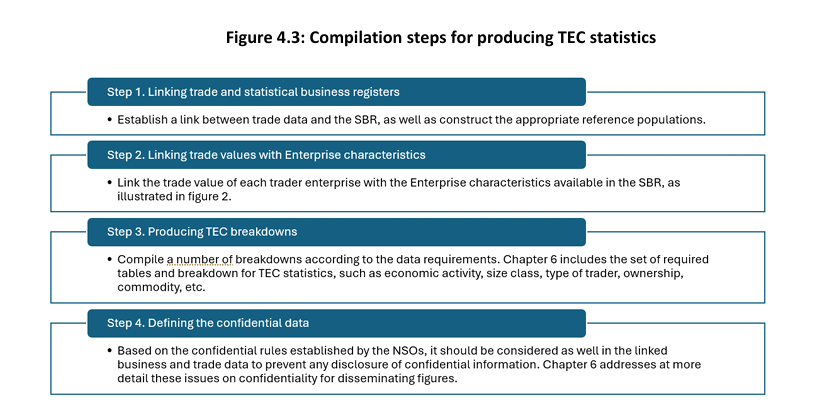 Figure 4.3: Compilation steps for producing TEC statistics
Step 1. Linking trade and statistical business registers
• Establish a link between trade data and the SBR, as well as construct the appropriate reference populations.
Step 2. Linking trade values with Enterprise characteristics
• Link the trade value of each trader enterprise with the Enterprise characteristics available in the SBR, as
illustrated in figure 2.
Step 3. Producing TEC breakdowns
• Compile a number of breakdowns according to the data requirements. Chapter 6 includes the set of required
tables and breakdown for TEC statistics, such as economic activity, size class, type of trader, ownership,
commodity, etc.
Step 4. Defining the confidential data
• Based on the confidential rules established by the NSOs, it should be considered as well in the linked
business and trade data to prevent any disclosure of confidential information. Chapter 6 addresses at more
detail these issues on confidentiality for disseminating figures.